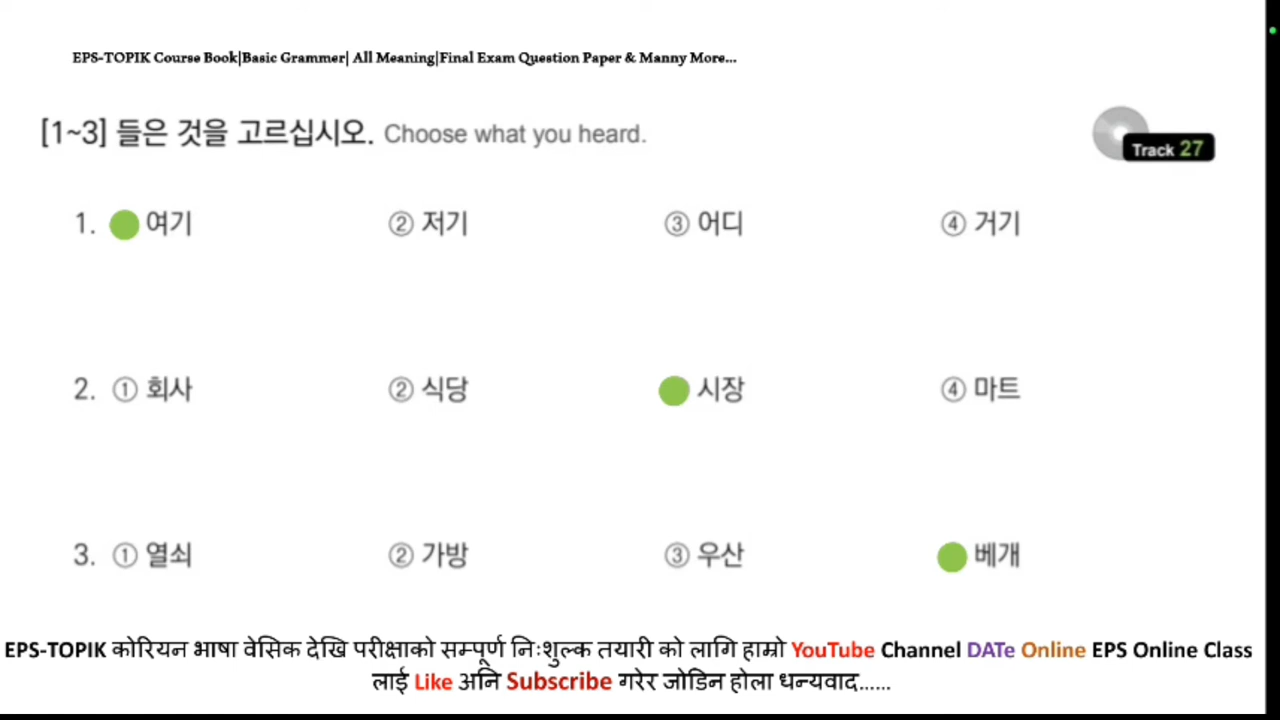 EPS-TOPIK Course Book|Basic Grammer| All Meaning|Final Exam Question Paper & Manny More...
[1~3] 들은 것을 고르십시오. Choose what you heard.
Track 27
1. 여기 ② 저기 ③ 어디 ④ 거기
2. ① 회사 ② 식당 시장 ④ 마트
3. ① 열쇠 ② 가방 ③ 우산 베개
EPS-TOPIK कोरियन भाषा वेसिक देखि परीक्षाको सम्पूर्ण निःशुल्क तयारी को लागि हाम्रो YouTube Channel DATe Online EPS Online Class
लाई Like अनि Subscribe गरेर जोडिन होला धन्यवाद......